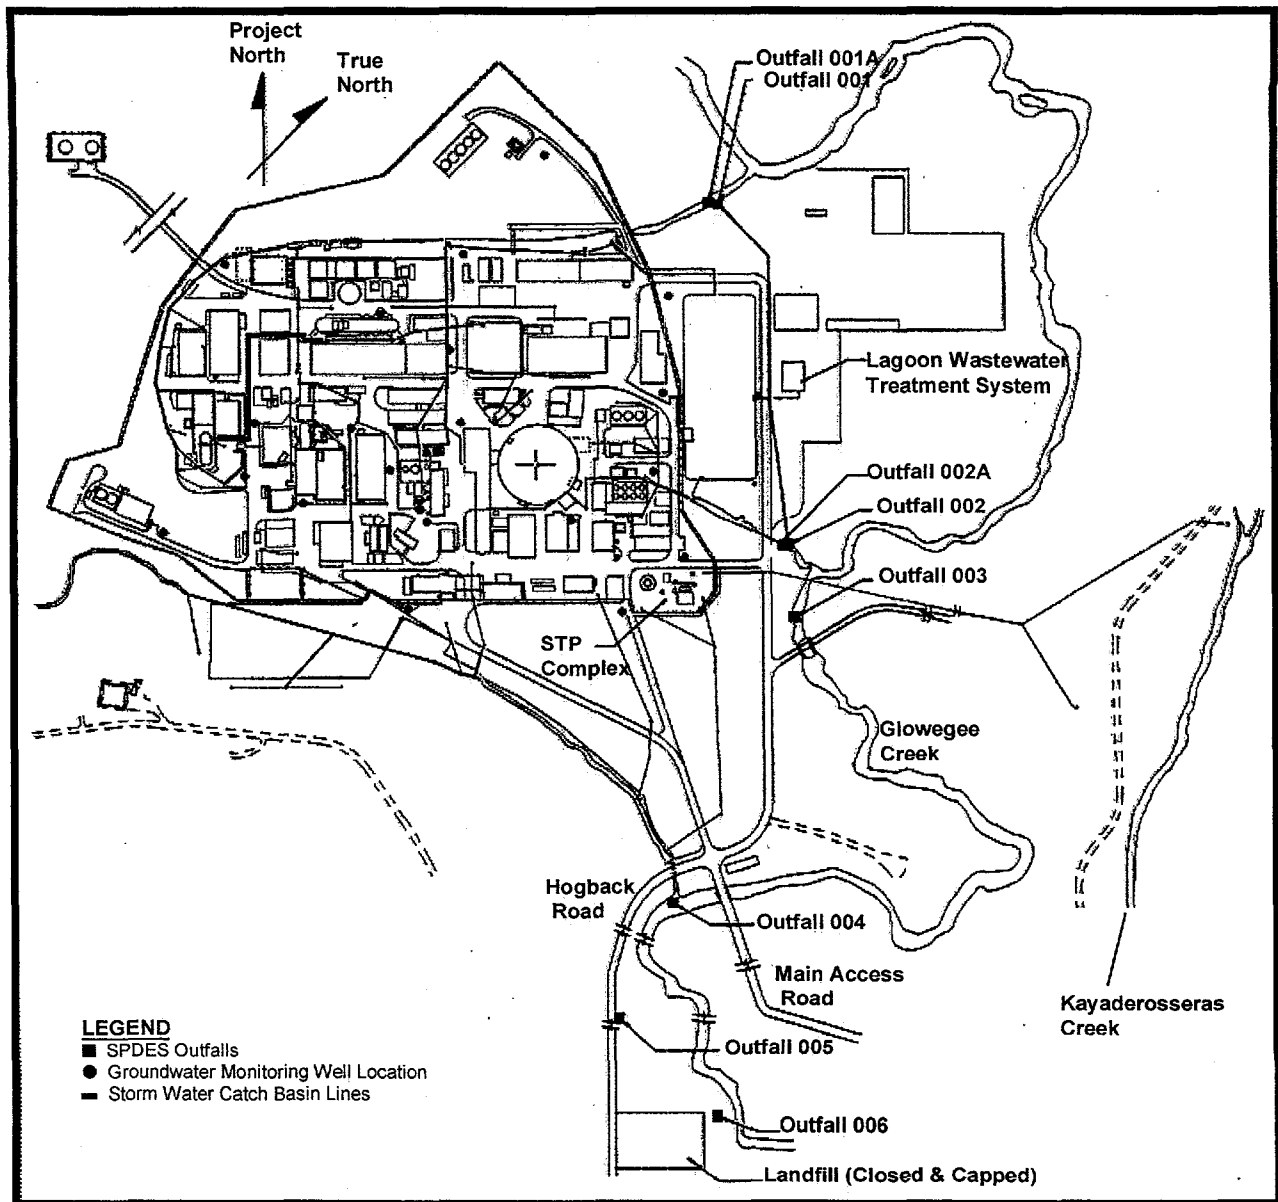 Project
North
True
North
Outfall 001A
Outfall 001
Lagoon Wastewater
Treatment System
Outfall 002A
Outfall 002
Outfall 003
STP
Complex
Glowegee
Creek
Hogback
Road
Outfall 004
Main Access
Road
Kayaderosseras
Creek
LEGEND
SPDES Outfalls
Groundwater Monitoring Well Location
Storm Water Catch Basin Lines
Outfall 005
Outfall 006
Landfill (Closed & Capped)